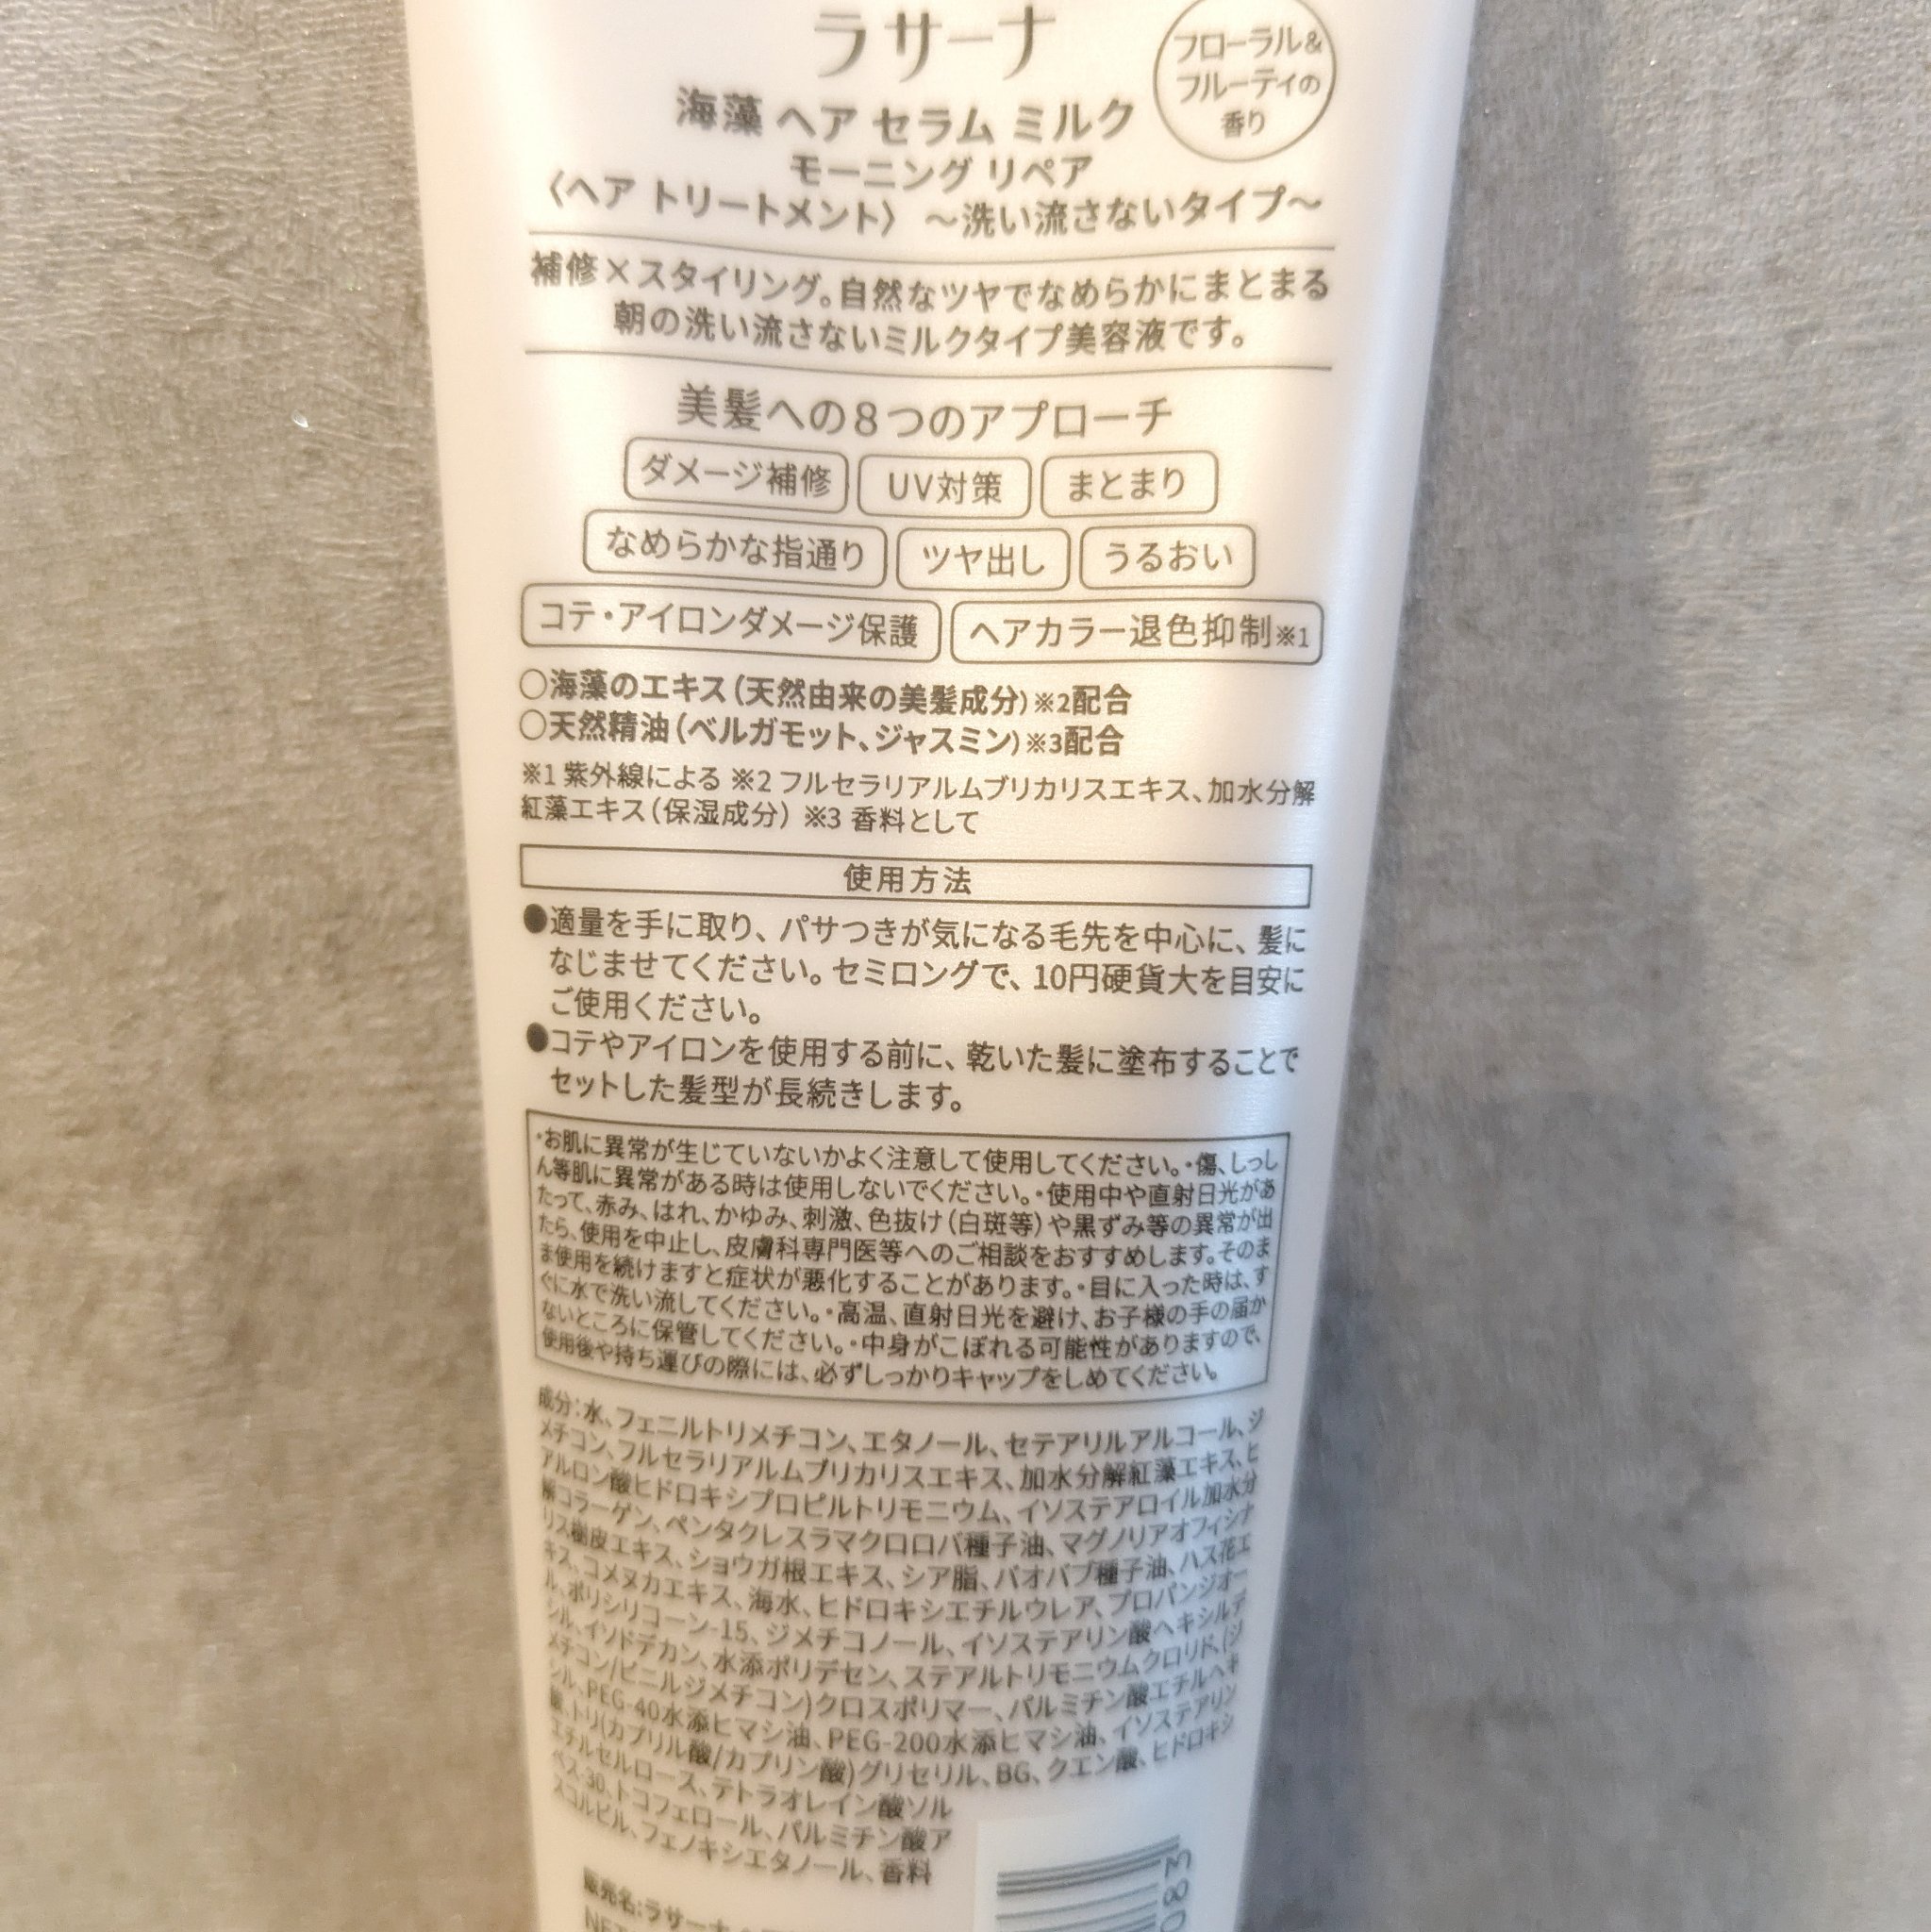 ラサーナ
フローラル&
フルーティの
香り
海藻 ヘア セラム ミルク
モーニング リペア
〈ヘア トリートメント〉 〜洗い流さないタイプ〜
補修×スタイリング。自然なツヤでなめらかにまとまる
朝の洗い流さないミルクタイプ美容液です。
美髪への8つのアプローチ
ダメージ補修 UV対策 まとまり
なめらかな指通り ツヤ出し うるおい
コテ・アイロンダメージ保護 ヘアカラー退色抑制※1
○海藻のエキス(天然由来の美髪成分)※2配合
○天然精油(ベルガモット、ジャスミン)※3配合
※1 紫外線による ※2 フルセラリアルムブリカリスエキス、加水分解
紅藻エキス(保湿成分) ※3 香料として
使用方法
●適量を手に取り、パサつきが気になる毛先を中心に、髪に
なじませてください。セミロングで、10円硬貨大を目安に
ご使用ください。
●コテやアイロンを使用する前に、乾いた髪に塗布することで
セットした髪型が長続きします。
・お肌に異常が生じていないかよく注意して使用してください。・傷、しっし
ん等肌に異常がある時は使用しないでください。・使用中や直射日光があ
たって、赤み、はれ、かゆみ、刺激、色抜け(白斑等)や黒ずみ等の異常が出
たら、使用を中止し、皮膚科専門医等へのご相談をおすすめします。そのま
ま使用を続けますと症状が悪化することがあります。・目に入った時は、す
ぐに水で洗い流してください。・高温、直射日光を避け、お子様の手の届か
ないところに保管してください。・中身がこぼれる可能性がありますので、
使用後や持ち運びの際には、必ずしっかりキャップをしめてください。
成分:水、フェニルトリメチコン、エタノール、セテアリルアルコール、ジ
メチコン、フルセラリアルムブリカリスエキス、加水分解紅藻エキス、ヒ
アルロン酸ヒドロキシプロピルトリモニウム、イソステアロイル加水分
解コラーゲン、ペンタクレスラマクロロバ種子油、マグノリアオフィシナ
リス樹皮エキス、ショウガ根エキス、シア脂、バオバブ種子油、ハス花エ
キス、コメヌカエキス、海水、ヒドロキシエチルウレア、プロパンジオー
ル、ポリシリコーン-15、ジメチコノール、イソステアリン酸ヘキシルデ
シル、イソドデカン、水添ポリデセン、ステアルトリモニウムクロリド、(ジ
メチコン/ビニルジメチコン)クロスポリマー、パルミチン酸エチルヘキ
シル、PEG-40水添ヒマシ油、PEG-200水添ヒマシ油、イソステアリン
酸、トリ(カプリル酸/カプリン酸)グリセリル、BG、クエン酸、ヒドロキシ
エチルセルロース、テトラオレイン酸ソル
ベス-30、トコフェロール、パルミチン酸ア
スコルビル、フェノキシエタノール、香料
販売名:ラサーナ
083